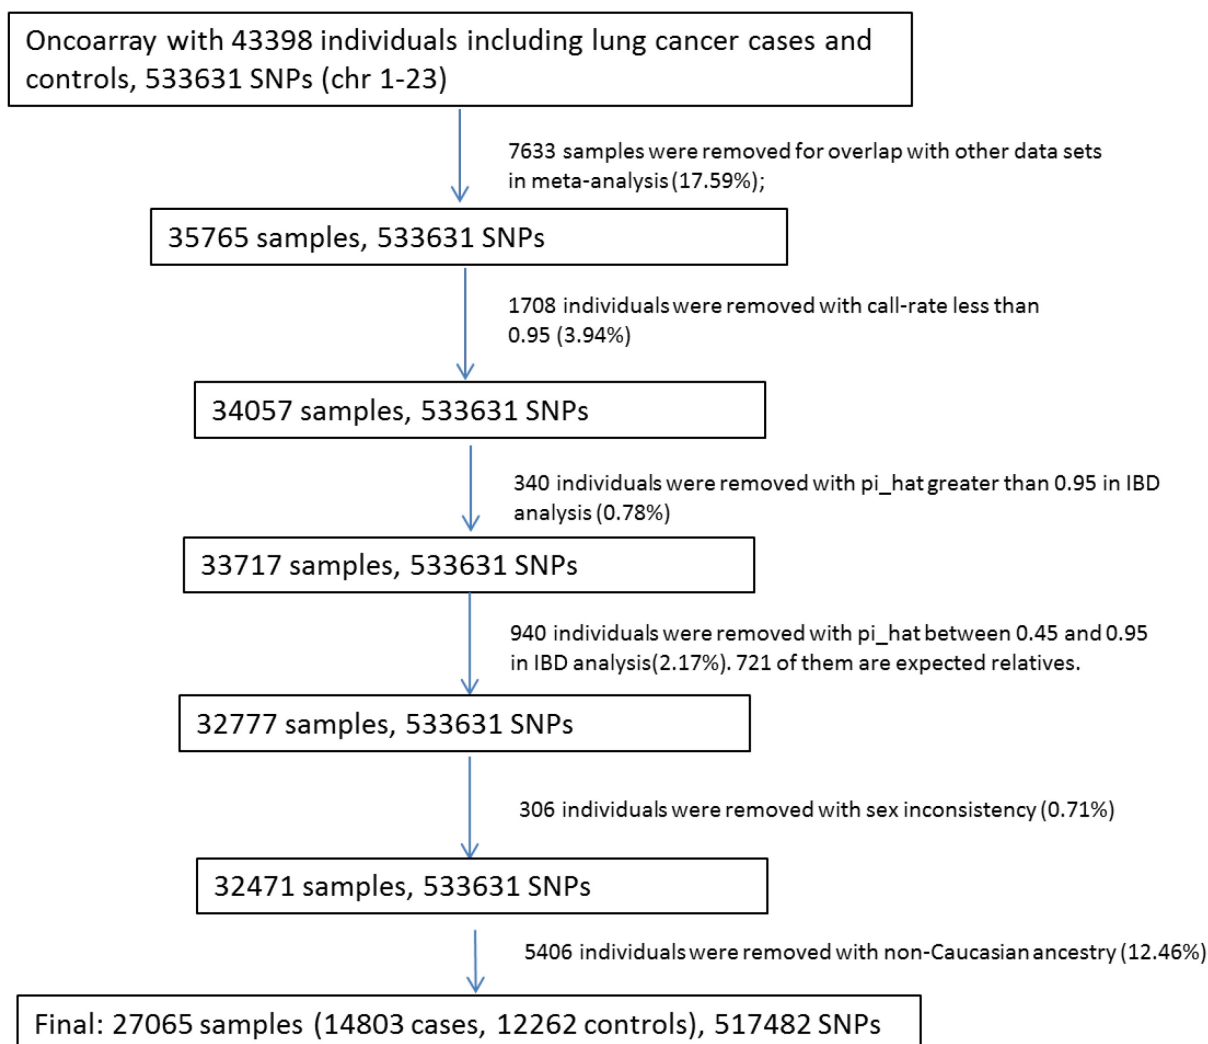 Oncoarray with 43398 individuals including lung cancer cases and
controls, 533631 SNPs (chr 1-23)
7633 samples were removed for overlap with other data sets
in meta-analysis (17.59%);
35765 samples, 533631 SNPs
1708 individuals were removed with call-rate less than
0.95 (3.94%)
34057 samples, 533631 SNPs
340 individuals were removed with pi_hat greater than 0.95 in IBD
analysis (0.78%)
33717 samples, 533631 SNPs
940 individuals were removed with pi_hat between 0.45 and 0.95
in IBD analysis(2.17%). 721 of them are expected relatives.
32777 samples, 533631 SNPs
306 individuals were removed with sex inconsistency (0.71%)
32471 samples, 533631 SNPs
5406 individuals were removed with non-Caucasian ancestry (12.46%)
Final: 27065 samples (14803 cases, 12262 controls), 517482 SNPs